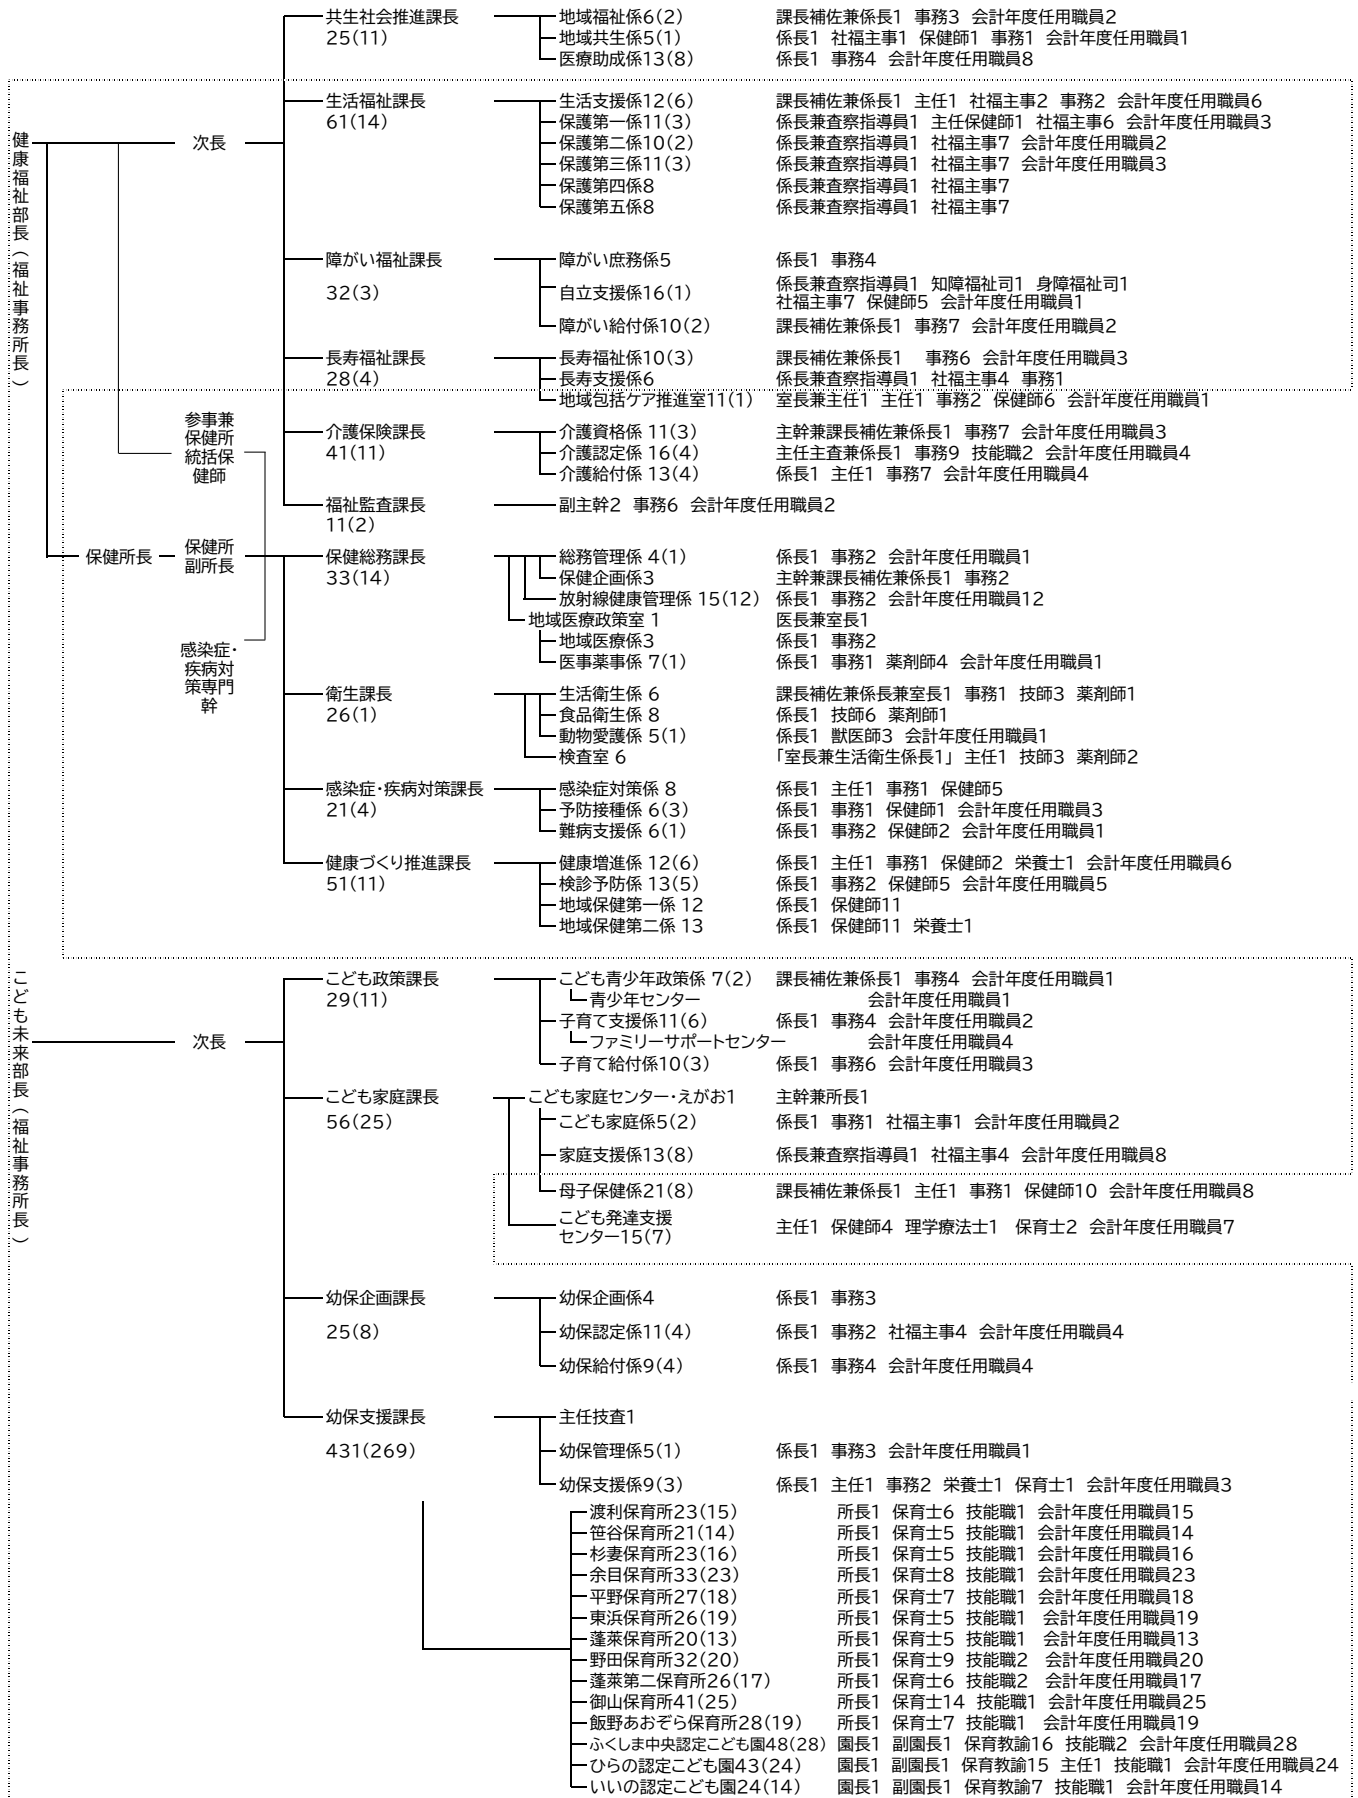 共生社会推進課長 地域福祉係6(2) 課長補佐兼係長1 事務3 会計年度任用職員2
25(11) 地域共生係5(1) 係長1 社福主事1 保健師1 事務1 会計年度任用職員1
医療助成係13(8) 係長1 事務4 会計年度任用職員8
生活福祉課長 生活支援係12(6) 課長補佐兼係長1 主任1 社福主事2 事務2 会計年度任用職員6
61(14) 保護第一係11(3) 係長兼査察指導員1 主任保健師1 社福主事6 会計年度任用職員3
健康福祉部長(福祉事務所長)
次長 保護第二係10(2) 係長兼査察指導員1 社福主事7 会計年度任用職員2
保護第三係11(3) 係長兼査察指導員1 社福主事7 会計年度任用職員3
保護第四係8 係長兼査察指導員1 社福主事7
保護第五係8 係長兼査察指導員1 社福主事7
障がい福祉課長 障がい庶務係5 係長1 事務4
32(3) 自立支援係16(1) 係長兼査察指導員1 知障福祉司1 身障福祉司1
社福主事7 保健師5 会計年度任用職員1
障がい給付係10(2) 課長補佐兼係長1 事務7 会計年度任用職員2
長寿福祉課長 長寿福祉係10(3) 課長補佐兼係長1 事務6 会計年度任用職員3
28(4) 長寿支援係6 係長兼査察指導員1 社福主事4 事務1
地域包括ケア推進室11(1) 室長兼主任1 主任1 事務2 保健師6 会計年度任用職員1
参事兼
保健所
統括保
健師
介護保険課長 介護資格係 11(3) 主幹兼課長補佐兼係長1 事務7 会計年度任用職員3
41(11) 介護認定係 16(4) 主任主査兼係長1 事務9 技能職2 会計年度任用職員4
介護給付係 13(4) 係長1 主任1 事務7 会計年度任用職員4
福祉監査課長 副主幹2 事務6 会計年度任用職員2
11(2)
保健所長 保健所
副所長
保健総務課長 総務管理係 4(1) 係長1 事務2 会計年度任用職員1
33(14) 保健企画係3 主幹兼課長補佐兼係長1 事務2
放射線健康管理係 15(12) 係長1 事務2 会計年度任用職員12
地域医療政策室 1 医長兼室長1
地域医療係3 係長1 事務2
医事薬事係 7(1) 係長1 事務1 薬剤師4 会計年度任用職員1
感染症・
疾病対
策専門
幹
衛生課長 生活衛生係 6 課長補佐兼係長兼室長1 事務1 技師3 薬剤師1
26(1) 食品衛生係 8 係長1 技師6 薬剤師1
動物愛護係 5(1) 係長1 獣医師3 会計年度任用職員1
検査室 6 「室長兼生活衛生係長1」 主任1 技師3 薬剤師2
感染症・疾病対策課長 感染症対策係 8 係長1 主任1 事務1 保健師5
21(4) 予防接種係 6(3) 係長1 事務1 保健師1 会計年度任用職員3
難病支援係 6(1) 係長1 事務2 保健師2 会計年度任用職員1
健康づくり推進課長 健康増進係 12(6) 係長1 主任1 事務1 保健師2 栄養士1 会計年度任用職員6
51(11) 検診予防係 13(5) 係長1 事務2 保健師5 会計年度任用職員5
地域保健第一係 12 係長1 保健師11
地域保健第二係 13 係長1 保健師11 栄養士1
こども未来部長(福祉事務所長)
こども政策課長 こども青少年政策係 7(2) 課長補佐兼係長1 事務4 会計年度任用職員1
29(11) 青少年センター 会計年度任用職員1
子育て支援係11(6) 係長1 事務4 会計年度任用職員2
次長 ファミリーサポートセンター 会計年度任用職員4
子育て給付係10(3) 係長1 事務6 会計年度任用職員3
こども家庭課長 こども家庭センター・えがお1 主幹兼所長1
56(25) こども家庭係5(2) 係長1 事務1 社福主事1 会計年度任用職員2
家庭支援係13(8) 係長兼査察指導員1 社福主事4 会計年度任用職員8
母子保健係21(8) 課長補佐兼係長1 主任1 事務1 保健師10 会計年度任用職員8
こども発達支援
センター15(7) 主任1 保健師4 理学療法士1 保育士2 会計年度任用職員7
幼保企画課長 幼保企画係4 係長1 事務3
25(8) 幼保認定係11(4) 係長1 事務2 社福主事4 会計年度任用職員4
幼保給付係9(4) 係長1 事務4 会計年度任用職員4
幼保支援課長 主任技査1
431(269) 幼保管理係5(1) 係長1 事務3 会計年度任用職員1
幼保支援係9(3) 係長1 主任1 事務2 栄養士1 保育士1 会計年度任用職員3
渡利保育所23(15) 所長1 保育士6 技能職1 会計年度任用職員15
笹谷保育所21(14) 所長1 保育士5 技能職1 会計年度任用職員14
杉妻保育所23(16) 所長1 保育士5 技能職1 会計年度任用職員16
余目保育所33(23) 所長1 保育士8 技能職1 会計年度任用職員23
平野保育所27(18) 所長1 保育士7 技能職1 会計年度任用職員18
東浜保育所26(19) 所長1 保育士5 技能職1 会計年度任用職員19
蓬萊保育所20(13) 所長1 保育士5 技能職1 会計年度任用職員13
野田保育所32(20) 所長1 保育士9 技能職2 会計年度任用職員20
蓬萊第二保育所26(17) 所長1 保育士6 技能職2 会計年度任用職員17
御山保育所41(25) 所長1 保育士14 技能職1 会計年度任用職員25
飯野あおぞら保育所28(19) 所長1 保育士7 技能職1 会計年度任用職員19
ふくしま中央認定こども園48(28) 園長1 副園長1 保育教諭16 技能職2 会計年度任用職員28
ひらの認定こども園43(24) 園長1 副園長1 保育教諭15 主任1 技能職1 会計年度任用職員24
いいの認定こども園24(14) 園長1 副園長1 保育教諭7 技能職1 会計年度任用職員14